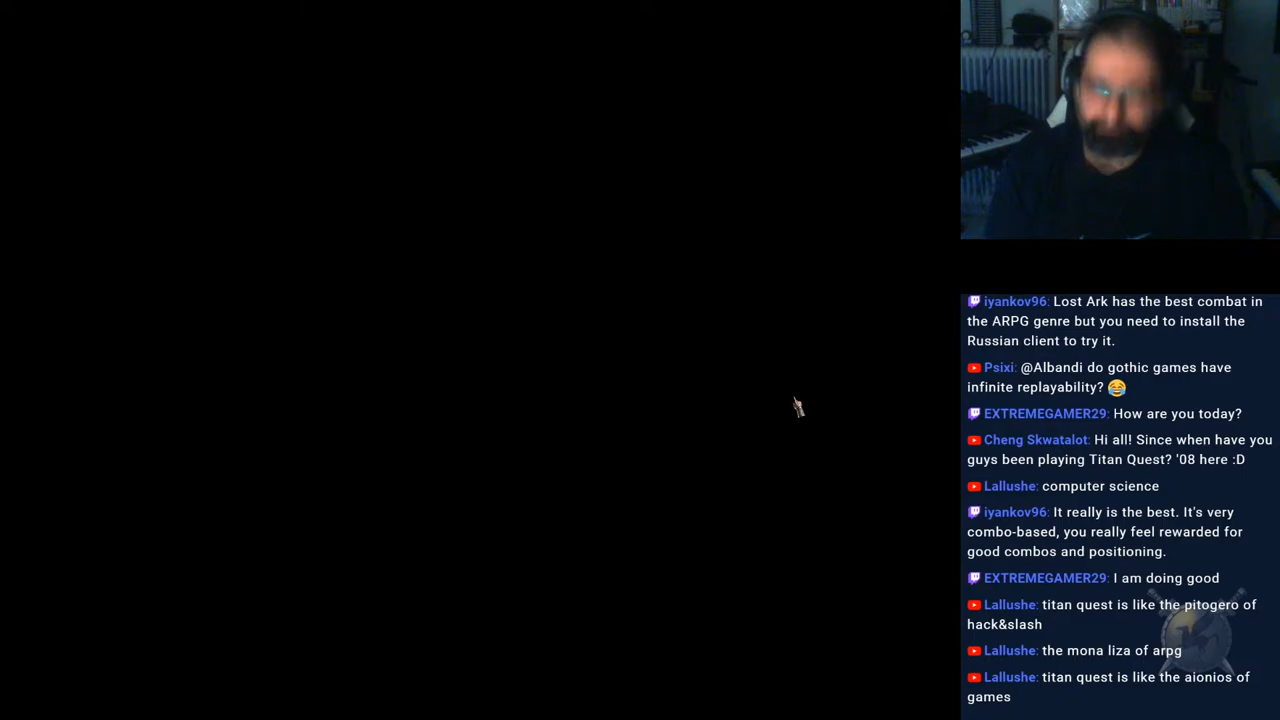 iyankov96: Lost Ark has the best combat in
the ARPG genre but you need to install the
Russian client to try it.
Psixi: @Albandi do gothic games have
infinite replayability? 😂
EXTREMEGAMER29: How are you today?
Cheng Skwatalot: Hi all! Since when have you
guys been playing Titan Quest? '08 here :D
Lallushe: computer science
iyankov96: It really is the best. It's very
combo-based, you really feel rewarded for
good combos and positioning.
EXTREMEGAMER29: I am doing good
Lallushe: titan quest is like the pitogero of
hack&slash
Lallushe: the mona liza of arpg
Lallushe: titan quest is like the aionios of
games